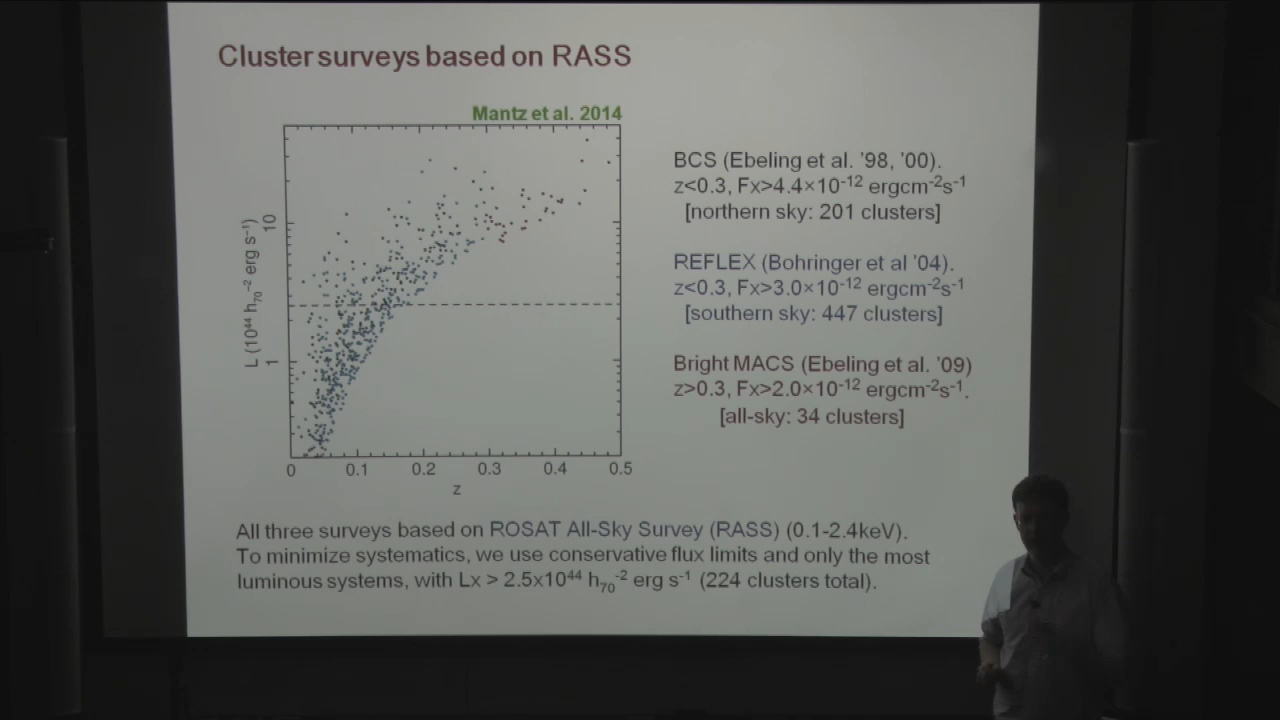 Cluster surveys based on RASS
Mantz et al. 2014
L (10⁴⁴ h₇₀⁻² erg s⁻¹)
10
1
0 0.1 0.2 0.3 0.4 0.5
z
BCS (Ebeling et al. '98, '00).
z<0.3, Fx>4.4×10⁻¹² ergcm⁻²s⁻¹
[northern sky: 201 clusters]
REFLEX (Bohringer et al '04).
z<0.3, Fx>3.0×10⁻¹² ergcm⁻²s⁻¹
[southern sky: 447 clusters]
Bright MACS (Ebeling et al. '09)
z>0.3, Fx>2.0×10⁻¹² ergcm⁻²s⁻¹.
[all-sky: 34 clusters]
All three surveys based on ROSAT All-Sky Survey (RASS) (0.1-2.4keV).
To minimize systematics, we use conservative flux limits and only the most
luminous systems, with Lx > 2.5x10⁴⁴ h₇₀⁻² erg s⁻¹ (224 clusters total).